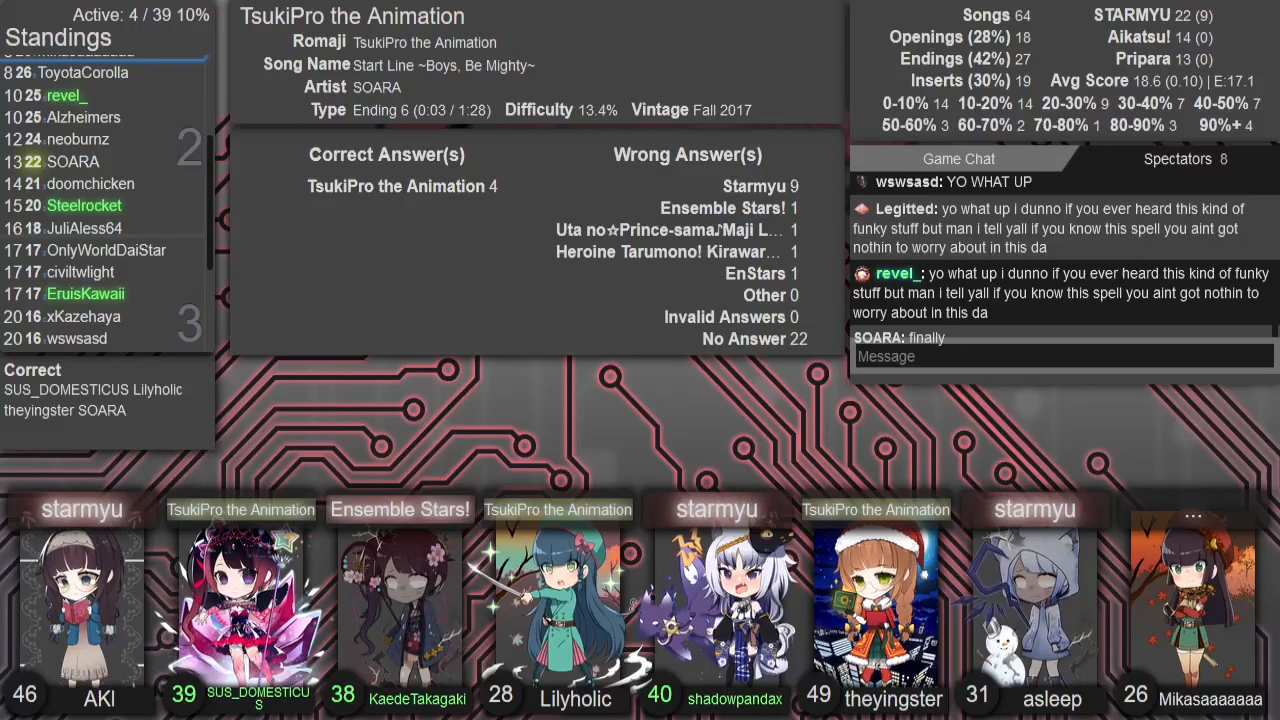 Active: 4 / 39 10%
Standings
8 26 ToyotaCorolla
10 25 revel_
10 25 Alzheimers
12 24 neoburnz
13 22 SOARA
14 21 doomchicken
15 20 Steelrocket
16 18 JuliAless64
17 17 OnlyWorldDaiStar
17 17 civiltwlight
17 17 EruisKawaii
20 16 xKazehaya
20 16 wswsasd
2
3
Correct
SUS_DOMESTICUS Lilyholic
theyingster SOARA
TsukiPro the Animation
Romaji TsukiPro the Animation
Song Name Start Line ~Boys, Be Mighty~
Artist SOARA
Type Ending 6 (0:03 / 1:28) Difficulty 13.4% Vintage Fall 2017
Correct Answer(s)
TsukiPro the Animation 4
Wrong Answer(s)
Starmyu 9
Ensemble Stars! 1
Uta no☆Prince-sama♪Maji L... 1
Heroine Tarumono! Kirawar... 1
EnStars 1
Other 0
Invalid Answers 0
No Answer 22
Songs 64 STARMYU 22 (9)
Openings (28%) 18 Aikatsu! 14 (0)
Endings (42%) 27 Pripara 13 (0)
Inserts (30%) 19 Avg Score 18.6 (0.10) | E:17.1
0-10% 14 10-20% 14 20-30% 9 30-40% 7 40-50% 7
50-60% 3 60-70% 2 70-80% 1 80-90% 3 90%+ 4
Game Chat Spectators 8
wswsasd: YO WHAT UP
Legitted: yo what up i dunno if you ever heard this kind of
funky stuff but man i tell yall if you know this spell you aint got
nothin to worry about in this da
revel_: yo what up i dunno if you ever heard this kind of funky
stuff but man i tell yall if you know this spell you aint got nothin to
worry about in this da
SOARA: finally
Message
starmyu
TsukiPro the Animation
Ensemble Stars!
TsukiPro the Animation
starmyu
TsukiPro the Animation
starmyu
...
46 AKI
39 SUS_DOMESTICU
S
38 KaedeTakagaki
28 Lilyholic
40 shadowpandax
49 theyingster
31 asleep
26 Mikasaaaaaaa